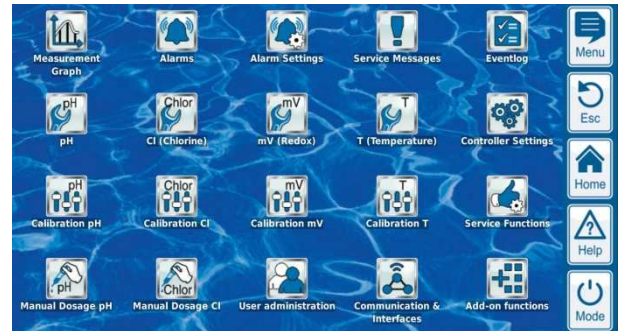 Measurement
Graph
Alarms
Alarm Settings
Service Messages
Eventlog
Menu
pH
pH
Chlor
Cl (Chlorine)
mV
mV (Redox)
T
T (Temperature)
Controller Settings
Esc
Home
pH
Calibration pH
Chlor
Calibration Cl
mV
Calibration mV
T
Calibration T
Service Functions
?
Help
pH
Manual Dosage pH
Chlor
Manual Dosage Cl
User administration
Communication &
Interfaces
Add-on functions
Mode